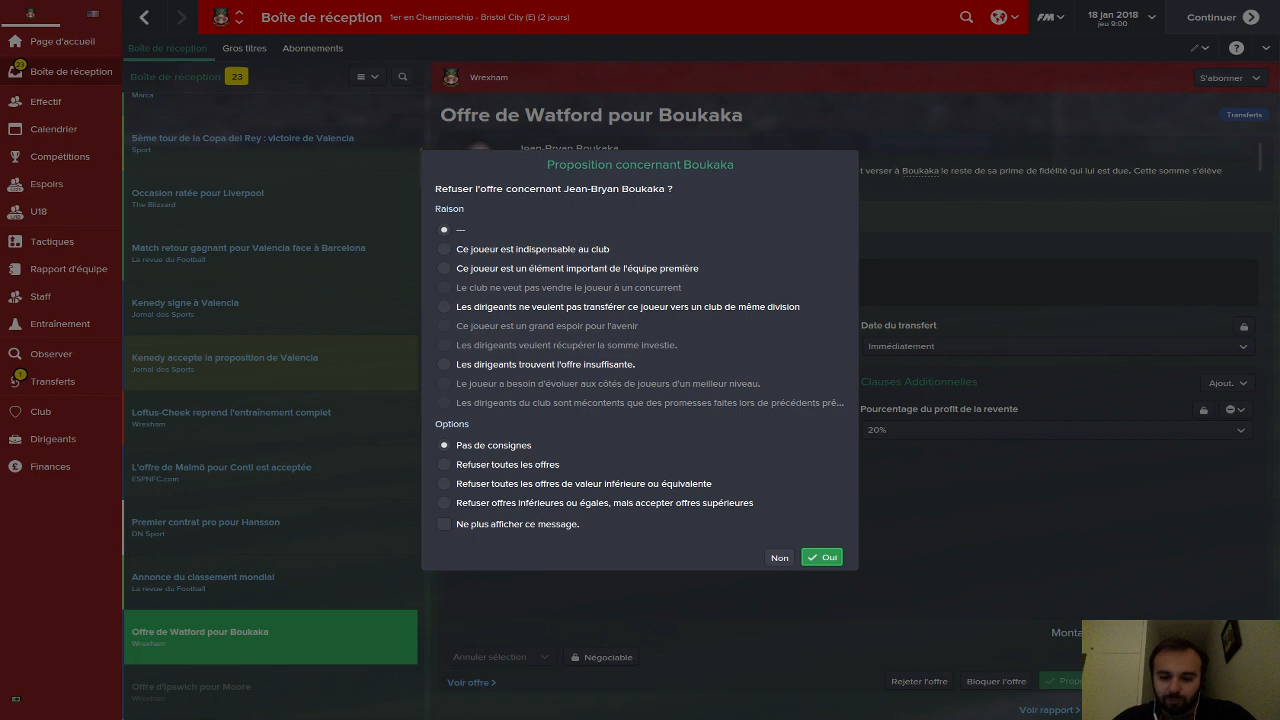 Boîte de réception
1er en Championship - Bristol City (E) (2 jours)
FM
18 jan 2018
jeu 9:00
Continuer
Page d'accueil
23
Boîte de réception
Effectif
Calendrier
Compétitions
Espoirs
U18
Tactiques
Rapport d'équipe
Staff
Entraînement
Observer
1
Transferts
Club
Dirigeants
Finances
Boîte de réception
Gros titres
Abonnements
Boîte de réception
23
Marca
5ème tour de la Copa del Rey : victoire de Valencia
Sport
Occasion ratée pour Liverpool
The Blizzard
Match retour gagnant pour Valencia face à Barcelona
La revue du Football
Kenedy signe à Valencia
Jornal dos Sports
Kenedy accepte la proposition de Valencia
Jornal dos Sports
Loftus-Cheek reprend l'entraînement complet
Wrexham
L'offre de Malmö pour Conti est acceptée
ESPNFC.com
Premier contrat pro pour Hansson
DN Sport
Annonce du classement mondial
La revue du Football
Offre de Watford pour Boukaka
Wrexham
Offre d'Ipswich pour Moore
Wrexham
Wrexham
S'abonner
Offre de Watford pour Boukaka
Transferts
Jean-Bryan Boukaka
t verser à Boukaka le reste de sa prime de fidélité qui lui est due. Cette somme s'élève
Proposition concernant Boukaka
Refuser l'offre concernant Jean-Bryan Boukaka ?
Raison
---
Ce joueur est indispensable au club
Ce joueur est un élément important de l'équipe première
Le club ne veut pas vendre le joueur à un concurrent
Les dirigeants ne veulent pas transférer ce joueur vers un club de même division
Ce joueur est un grand espoir pour l'avenir
Les dirigeants veulent récupérer la somme investie.
Les dirigeants trouvent l'offre insuffisante.
Le joueur a besoin d'évoluer aux côtés de joueurs d'un meilleur niveau.
Les dirigeants du club sont mécontents que des promesses faites lors de précédents prê...
Options
Pas de consignes
Refuser toutes les offres
Refuser toutes les offres de valeur inférieure ou équivalente
Refuser offres inférieures ou égales, mais accepter offres supérieures
Ne plus afficher ce message.
Non
Oui
Date du transfert
Immédiatement
Clauses Additionnelles
Ajout.
Pourcentage du profit de la revente
20%
Monta
Annuler sélection
Négociable
Voir offre >
Rejeter l'offre
Bloquer l'offre
Propo
Voir rapport >